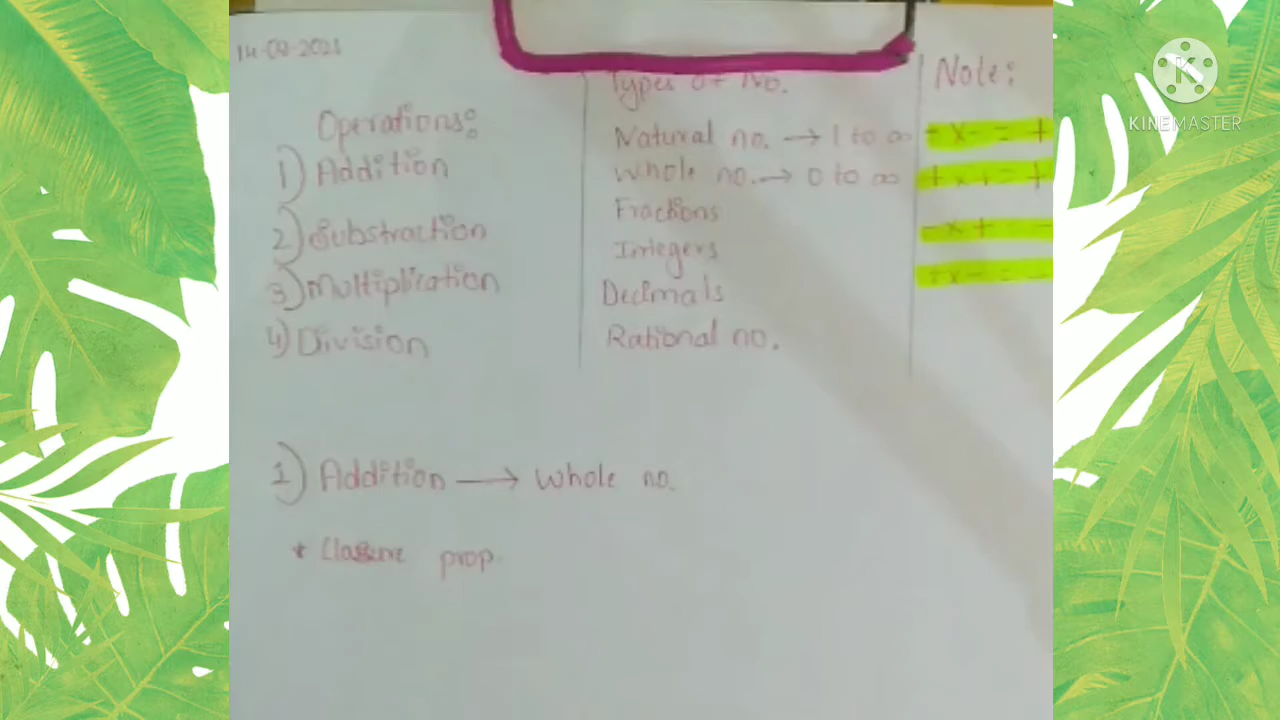 14-09-2021
Operations:
1) Addition
2) Substraction
3) Multiplication
4) Division
Types of No.
Natural no. → 1 to ∞
Whole no. → 0 to ∞
Fractions
Integers
Decimals
Rational no.
Note:
- x - = +
+ x + = +
- x + = -
+ x - = -
1) Addition → Whole no.
* Closure prop.
KINEMASTER